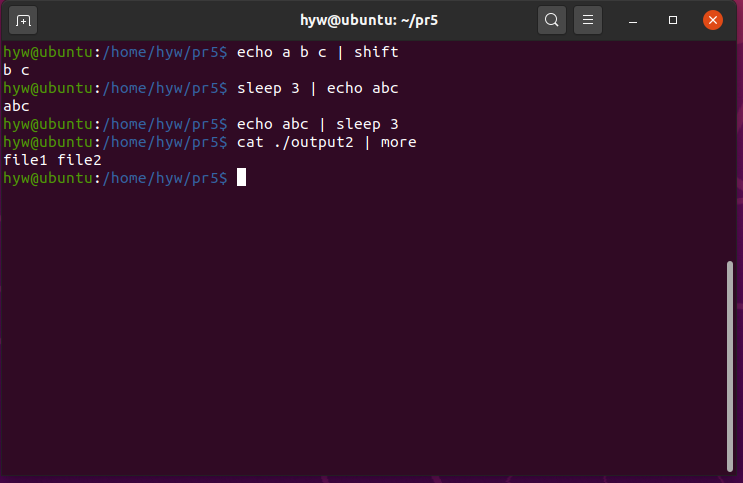 hyw@ubuntu: ~/pr5
hyw@ubuntu:/home/hyw/pr5$ echo a b c | shift
b c
hyw@ubuntu:/home/hyw/pr5$ sleep 3 | echo abc
abc
hyw@ubuntu:/home/hyw/pr5$ echo abc | sleep 3
hyw@ubuntu:/home/hyw/pr5$ cat ./output2 | more
file1 file2
hyw@ubuntu:/home/hyw/pr5$